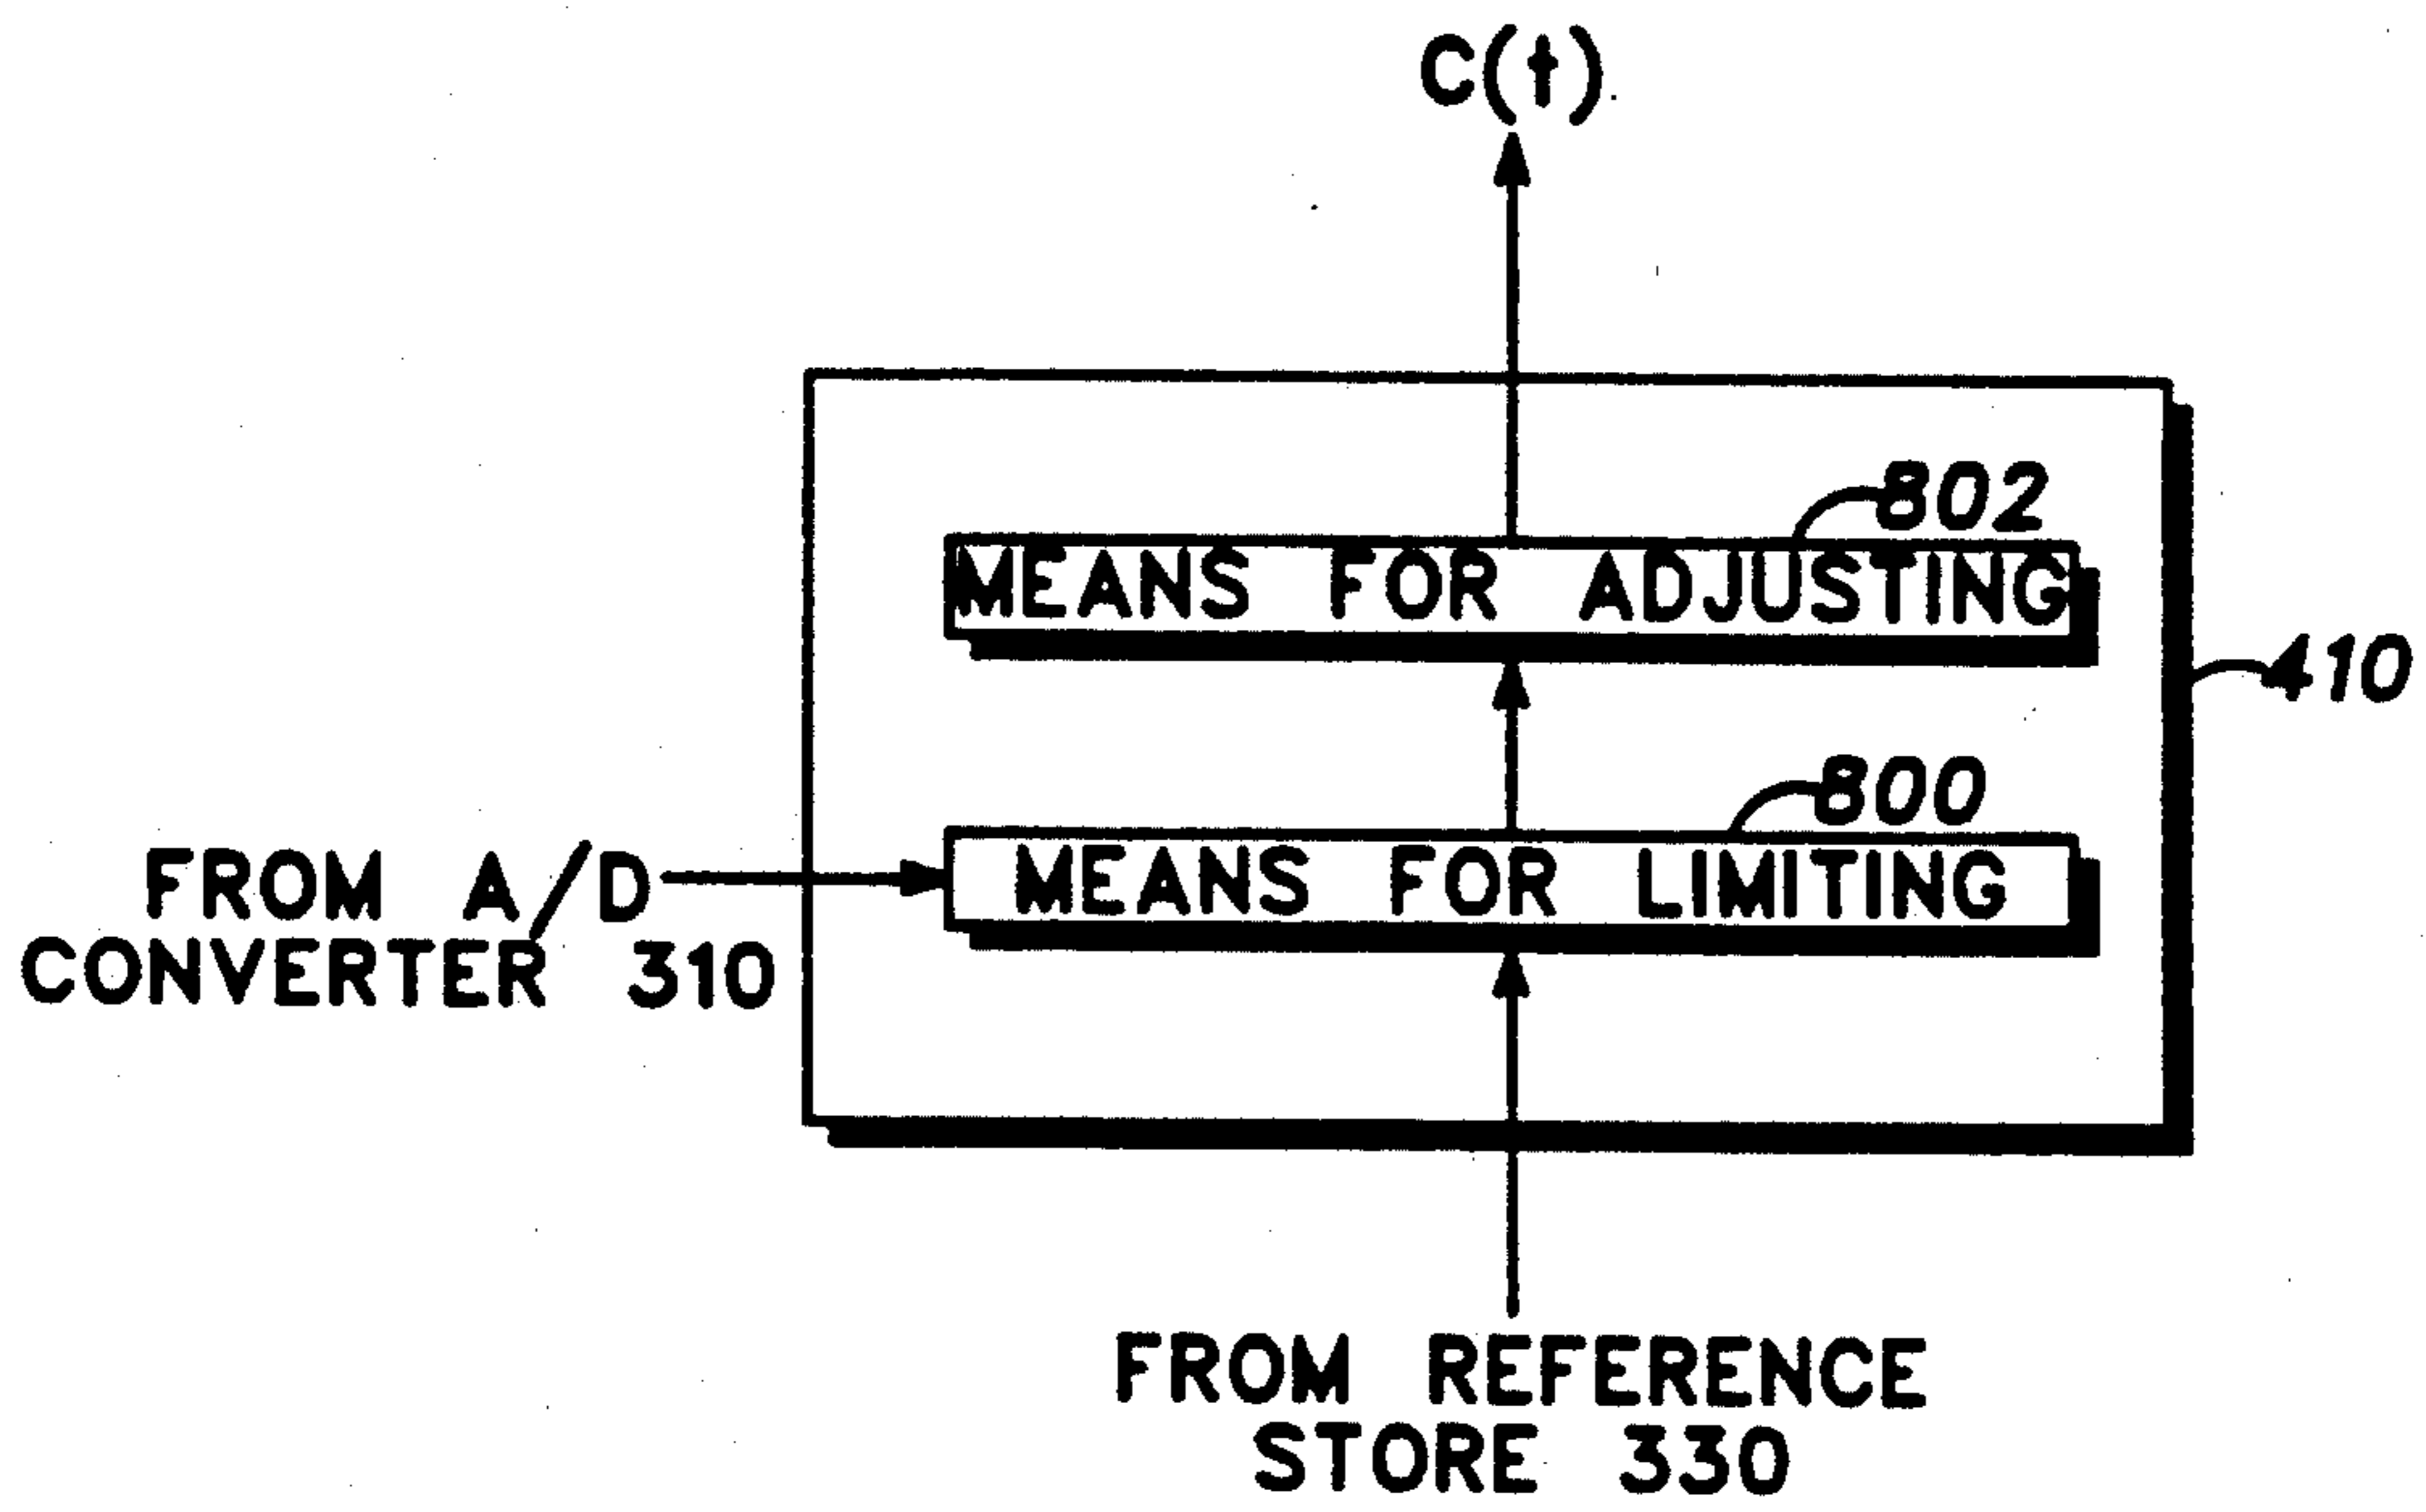 C(t)
802
MEANS FOR ADJUSTING
410
800
MEANS FOR LIMITING
FROM A/D
CONVERTER 310
FROM REFERENCE
STORE 330